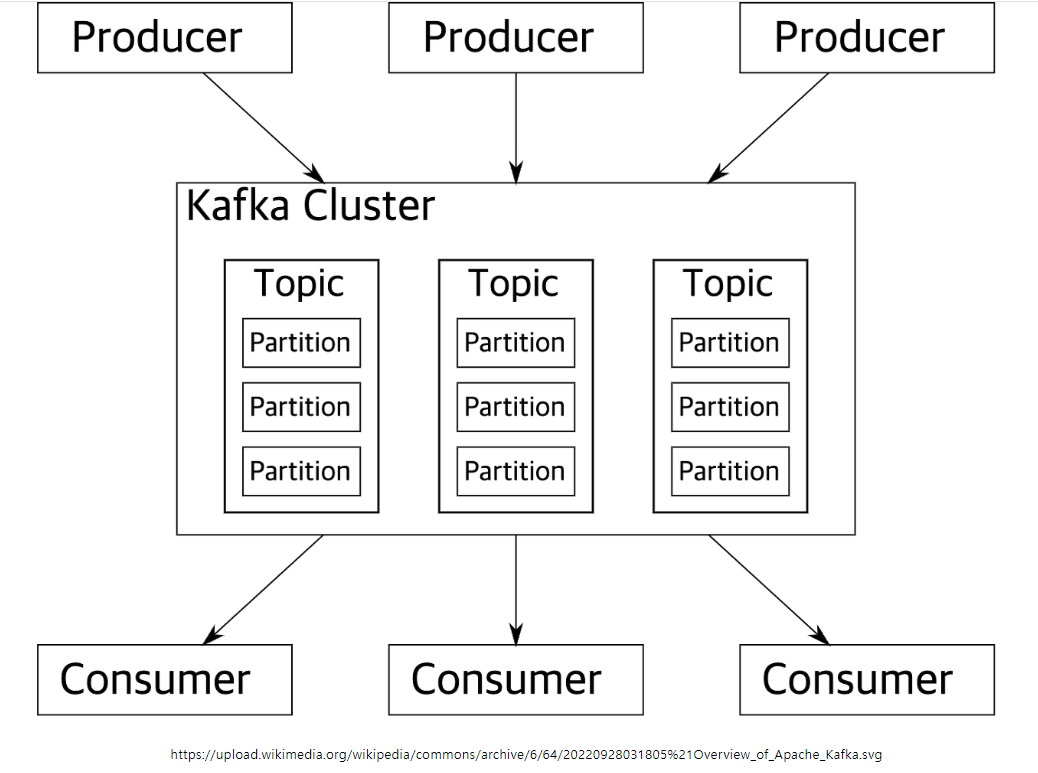 Producer Producer Producer
Kafka Cluster
Topic Topic Topic
Partition Partition Partition
Partition Partition Partition
Partition Partition Partition
Consumer Consumer Consumer
https://upload.wikimedia.org/wikipedia/commons/archive/6/64/20220928031805%21Overview_of_Apache_Kafka.svg